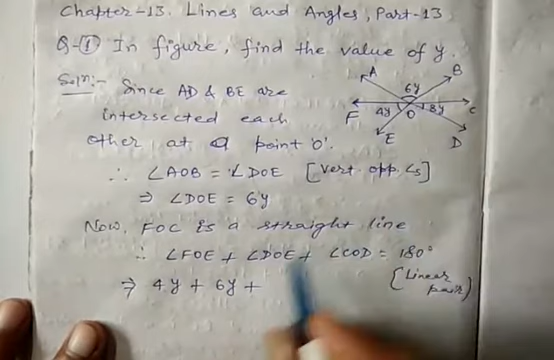 Chapter-13. Lines and Angles, Part-13
Q-① In figure, find the value of y.
Soln:- Since AD & BE are
intersected each
other at a point 'O'.
∴ ∠AOB = ∠DOE [Vert. opp. ∠s]
⇒ ∠DOE = 6y
Now, FOC is a straight line
∴ ∠FOE + ∠DOE + ∠COD = 180°
(Linear pair)
⇒ 4y + 6y +
A
B
6y
F
4y
O
8y
C
E
D